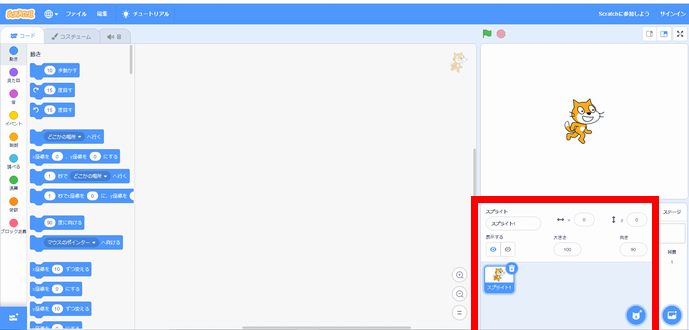 SCRATCH ファイル 編集 チュートリアル Scratchに参加しよう サインイン
コード コスチューム 音
動き
見た目
音
イベント
制御
調べる
演算
変数
ブロック定義
動き
10 歩動かす
15 度回す
15 度回す
どこかの場所 へ行く
x座標を 0 、y座標を 0 にする
1 秒で どこかの場所 へ行く
1 秒でx座標を 0 に、y座標を 0
90 度に向ける
マウスのポインター へ向ける
x座標を 10 ずつ変える
x座標を 0 にする
y座標を 10 ずつ変える
y座標を 0 にする
スプライト
スプライト1 x 0 y 0
表示する 大きさ 向き
100 90
スプライト1
ステージ
背景
1